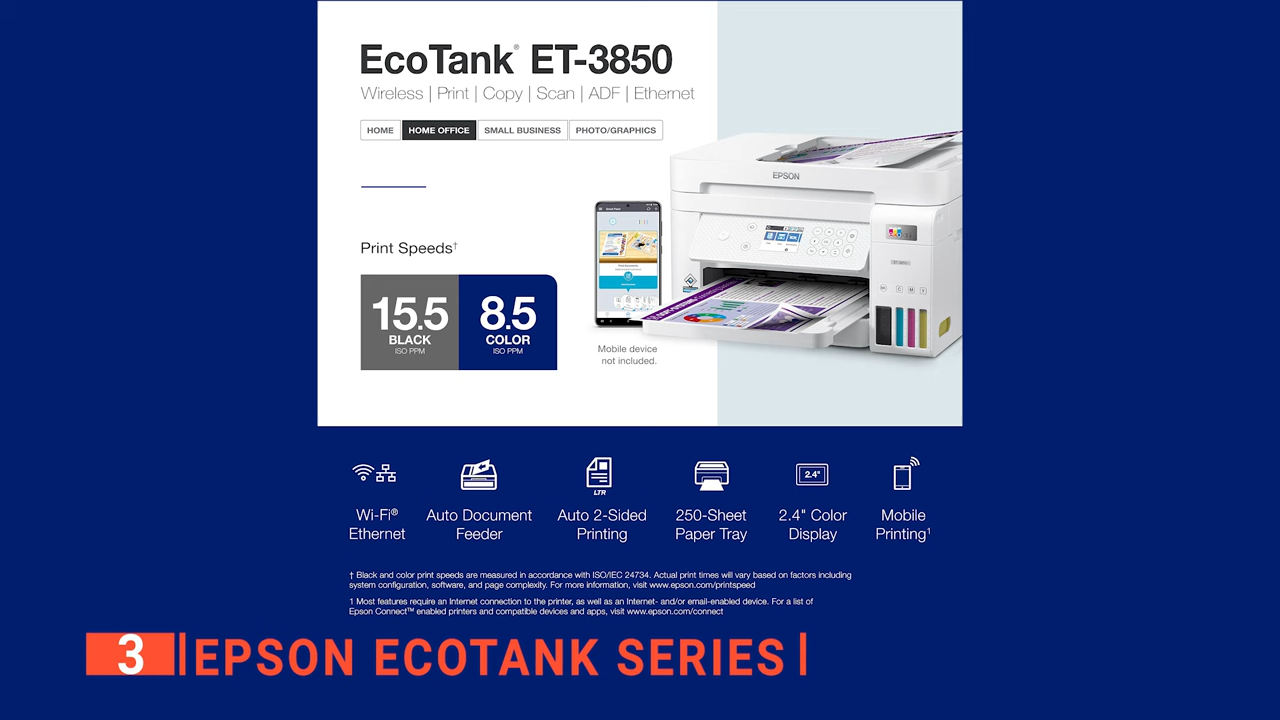 EcoTank® ET-3850
Wireless | Print | Copy | Scan | ADF | Ethernet
HOME
HOME OFFICE
SMALL BUSINESS
PHOTO/GRAPHICS
EPSON
Print Speeds†
15.5
BLACK
ISO PPM
8.5
COLOR
ISO PPM
Mobile device
not included.
Wi-Fi®
Ethernet
Auto Document
Feeder
LTR
Auto 2-Sided
Printing
250-Sheet
Paper Tray
2.4"
2.4" Color
Display
Mobile
Printing¹
† Black and color print speeds are measured in accordance with ISO/IEC 24734. Actual print times will vary based on factors including
system configuration, software, and page complexity. For more information, visit www.epson.com/printspeed
1 Most features require an Internet connection to the printer, as well as an Internet- and/or email-enabled device. For a list of
Epson Connect™ enabled printers and compatible devices and apps, visit www.epson.com/connect
3 EPSON ECOTANK SERIES